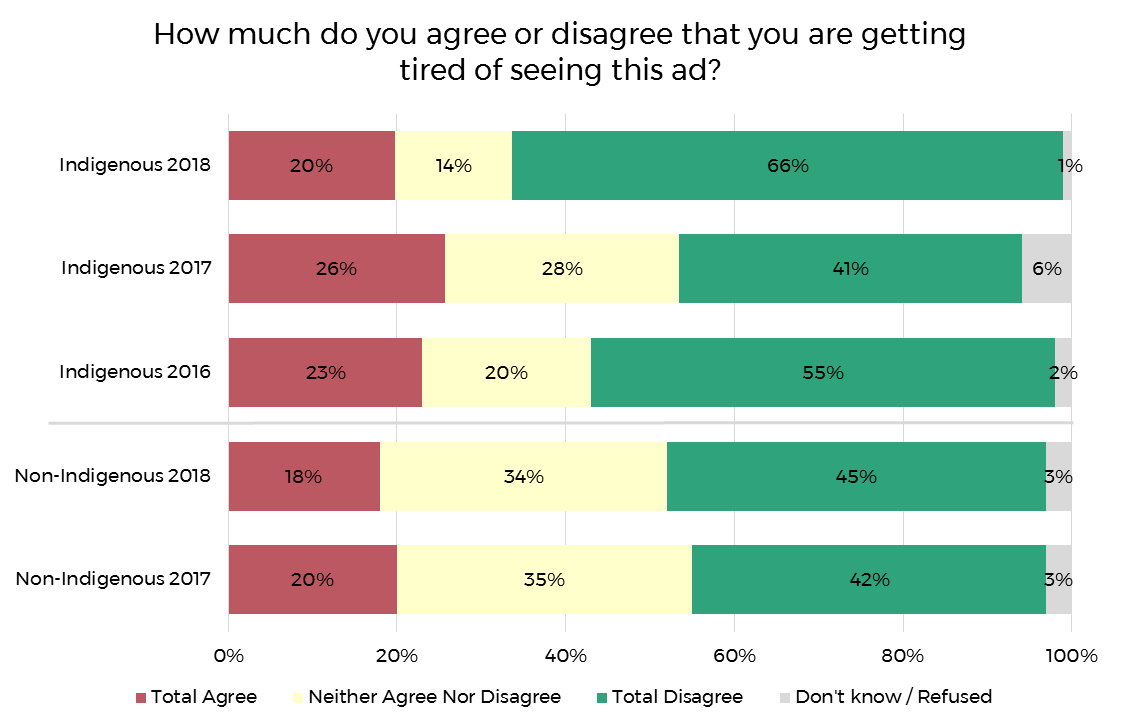 How much do you agree or disagree that you are getting
tired of seeing this ad?
Indigenous 2018 20% 14% 66% 1%
Indigenous 2017 26% 28% 41% 6%
Indigenous 2016 23% 20% 55% 2%
Non-Indigenous 2018 18% 34% 45% 3%
Non-Indigenous 2017 20% 35% 42% 3%
0% 20% 40% 60% 80% 100%
Total Agree Neither Agree Nor Disagree Total Disagree Don't know / Refused